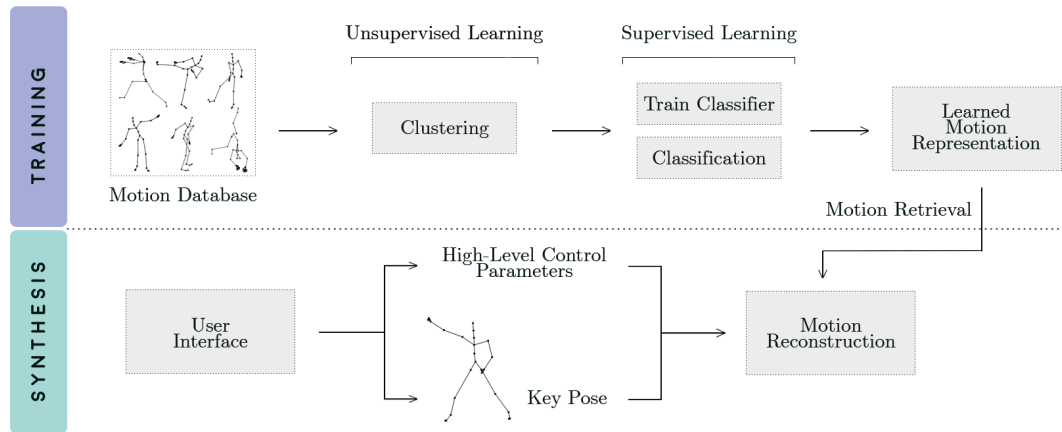 TRAINING
Unsupervised Learning
Supervised Learning
Clustering
Train Classifier
Classification
Learned
Motion
Representation
Motion Database
Motion Retrieval
SYNTHESIS
User
Interface
High-Level Control
Parameters
Key Pose
Motion
Reconstruction